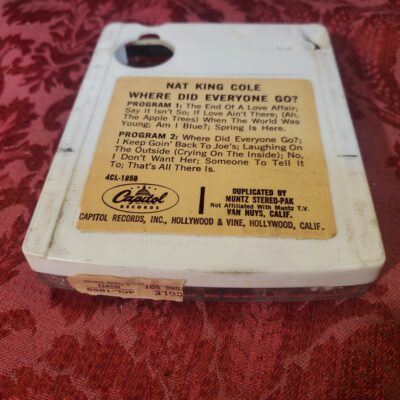 NAT KING COLE
WHERE DID EVERYONE GO?
PROGRAM 1: The End Of A Love Affair;
Say It Isn't So; If Love Ain't There; (Ah,
The Apple Trees) When The World Was
Young; Am I Blue?; Spring Is Here.
PROGRAM 2: Where Did Everyone Go?;
I Keep Goin' Back To Joe's; Laughing On
The Outside (Crying On The Inside); No,
I Don't Want Her; Someone To Tell It
To; That's All There Is.
4CL-1859
Capitol
RECORDS
DUPLICATED BY
MUNTZ STEREO-PAK
Not Affiliated With Muntz T.V.
VAN NUYS, CALIF.
CAPITOL RECORDS, INC., HOLLYWOOD & VINE, HOLLYWOOD, CALIF.
COLE
4CL-1859